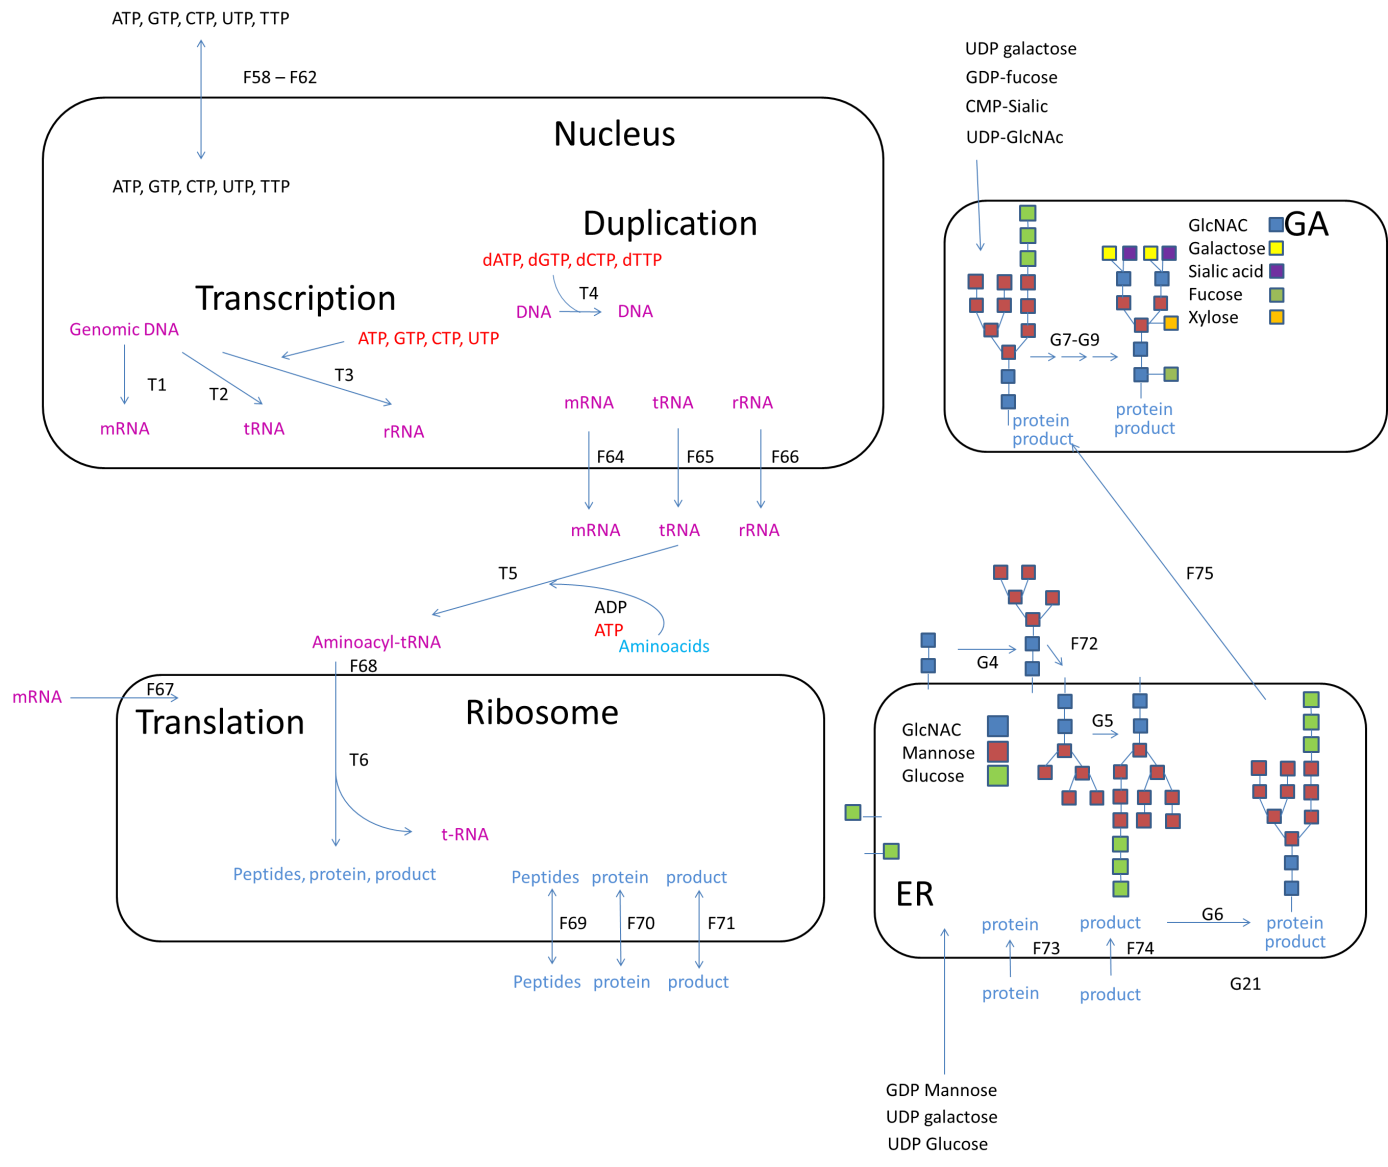 ATP, GTP, CTP, UTP, TTP
F58 – F62
Nucleus
ATP, GTP, CTP, UTP, TTP
Duplication
dATP, dGTP, dCTP, dTTP
T4
DNA
DNA
Transcription
Genomic DNA
ATP, GTP, CTP, UTP
T1
T2
T3
mRNA
tRNA
rRNA
mRNA
tRNA
rRNA
F64
F65
F66
mRNA
tRNA
rRNA
T5
ADP
ATP
Aminoacids
Aminoacyl-tRNA
F68
mRNA
F67
Translation
Ribosome
T6
t-RNA
Peptides, protein, product
Peptides
protein
product
F69
F70
F71
Peptides
protein
product
UDP galactose
GDP-fucose
CMP-Sialic
UDP-GlcNAc
GA
GlcNAC
Galactose
Sialic acid
Fucose
Xylose
G7-G9
protein
product
protein
product
F75
G4
F72
GlcNAC
Mannose
Glucose
G5
ER
protein
product
G6
protein
product
F73
F74
protein
product
G21
GDP Mannose
UDP galactose
UDP Glucose